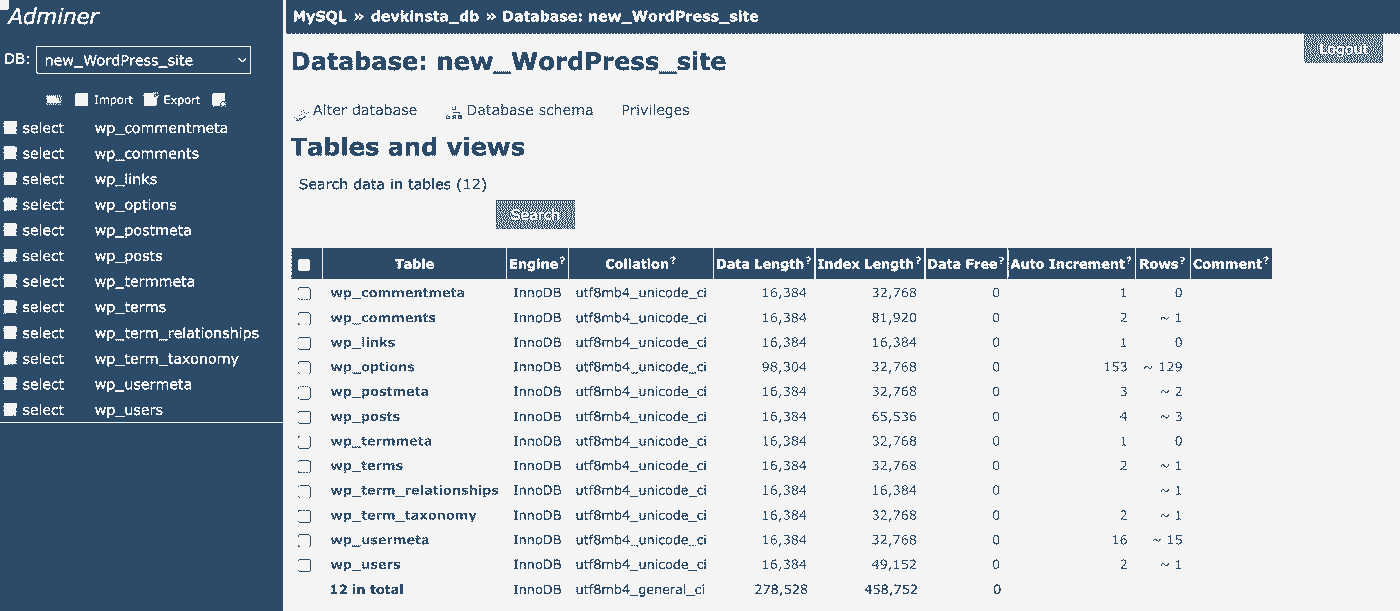 Adminer
DB: new_WordPress_site
Import Export
select wp_commentmeta
select wp_comments
select wp_links
select wp_options
select wp_postmeta
select wp_posts
select wp_termmeta
select wp_terms
select wp_term_relationships
select wp_term_taxonomy
select wp_usermeta
select wp_users
MySQL » devkinsta_db » Database: new_WordPress_site
Logout
Database: new_WordPress_site
Alter database Database schema Privileges
Tables and views
Search data in tables (12)
Search
Table Engine? Collation? Data Length? Index Length? Data Free? Auto Increment? Rows? Comment?
wp_commentmeta InnoDB utf8mb4_unicode_ci 16,384 32,768 0 1 0
wp_comments InnoDB utf8mb4_unicode_ci 16,384 81,920 0 2 ~ 1
wp_links InnoDB utf8mb4_unicode_ci 16,384 16,384 0 1 0
wp_options InnoDB utf8mb4_unicode_ci 98,304 32,768 0 153 ~ 129
wp_postmeta InnoDB utf8mb4_unicode_ci 16,384 32,768 0 3 ~ 2
wp_posts InnoDB utf8mb4_unicode_ci 16,384 65,536 0 4 ~ 3
wp_termmeta InnoDB utf8mb4_unicode_ci 16,384 32,768 0 1 0
wp_terms InnoDB utf8mb4_unicode_ci 16,384 32,768 0 2 ~ 1
wp_term_relationships InnoDB utf8mb4_unicode_ci 16,384 16,384 0 ~ 1
wp_term_taxonomy InnoDB utf8mb4_unicode_ci 16,384 32,768 0 2 ~ 1
wp_usermeta InnoDB utf8mb4_unicode_ci 16,384 32,768 0 16 ~ 15
wp_users InnoDB utf8mb4_unicode_ci 16,384 49,152 0 2 ~ 1
12 in total utf8mb4_general_ci 278,528 458,752 0